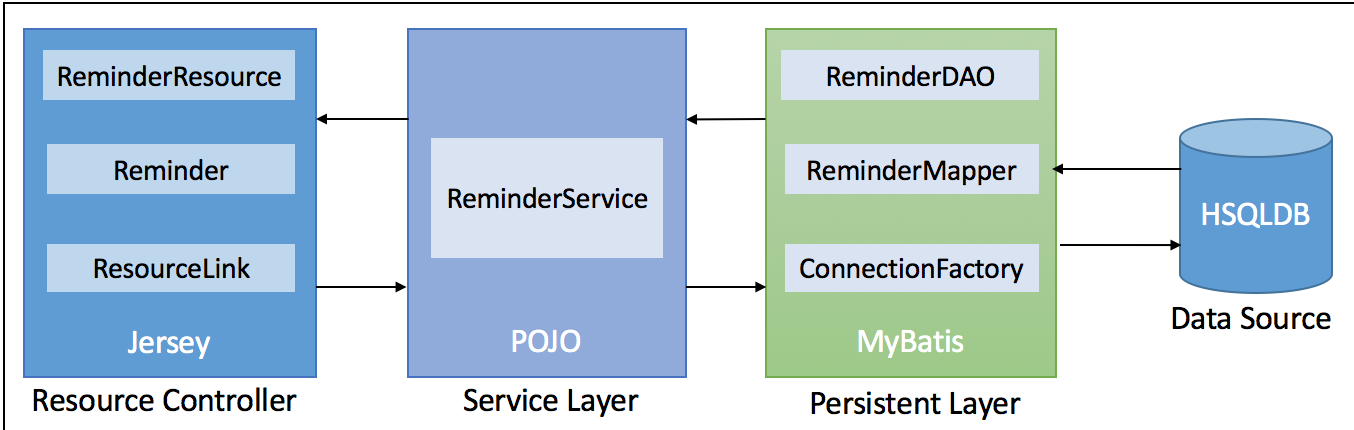 ReminderResource
Reminder
ResourceLink
Jersey
Resource Controller
ReminderService
POJO
Service Layer
ReminderDAO
ReminderMapper
ConnectionFactory
MyBatis
Persistent Layer
HSQLDB
Data Source